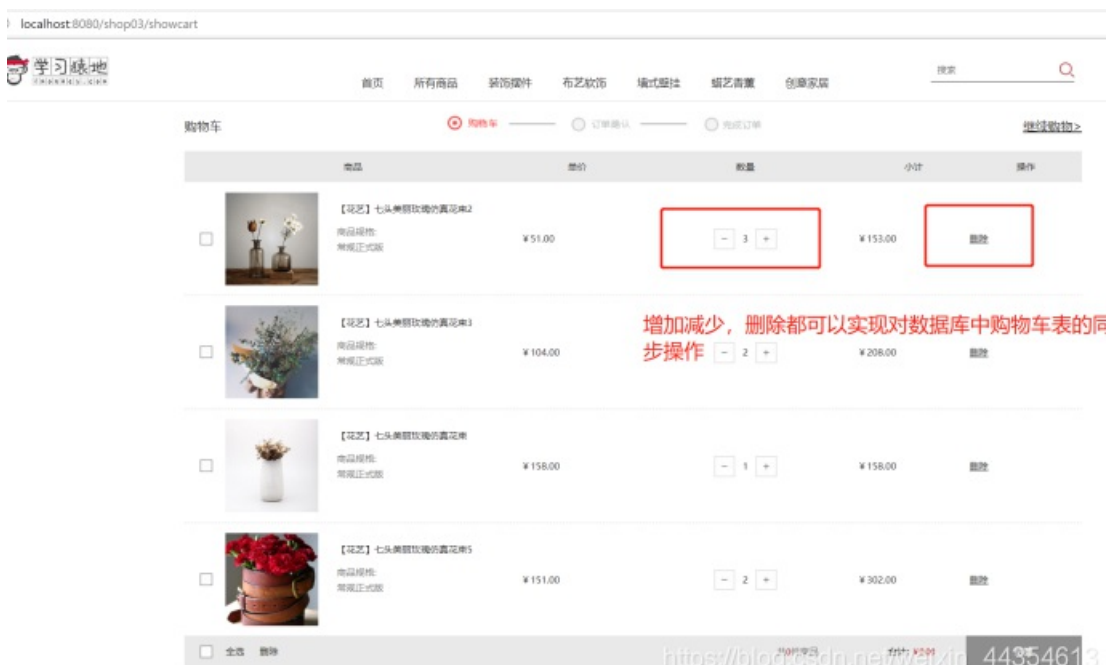 localhost:8080/shop03/showcart
学习猿地
首页 所有商品 装饰摆件 布艺软饰 墙式壁挂 蜡艺香薰 创意家居
搜索
购物车
购物车 订单确认 完成订单
继续购物>
商品 单价 数量 小计 操作
【花艺】七头美丽玫瑰仿真花束2
商品规格:
常规正式版
¥51.00 － 3 + ¥153.00 删除
【花艺】七头美丽玫瑰仿真花束3
商品规格:
常规正式版
¥104.00 － 2 + ¥208.00 删除
增加减少，删除都可以实现对数据库中购物车表的同
步操作
【花艺】七头美丽玫瑰仿真花束
商品规格:
常规正式版
¥158.00 － 1 + ¥158.00 删除
【花艺】七头美丽玫瑰仿真花束5
商品规格:
常规正式版
¥151.00 － 2 + ¥302.00 删除
全选 删除
https://blog.csdn.net/weixin_44354613